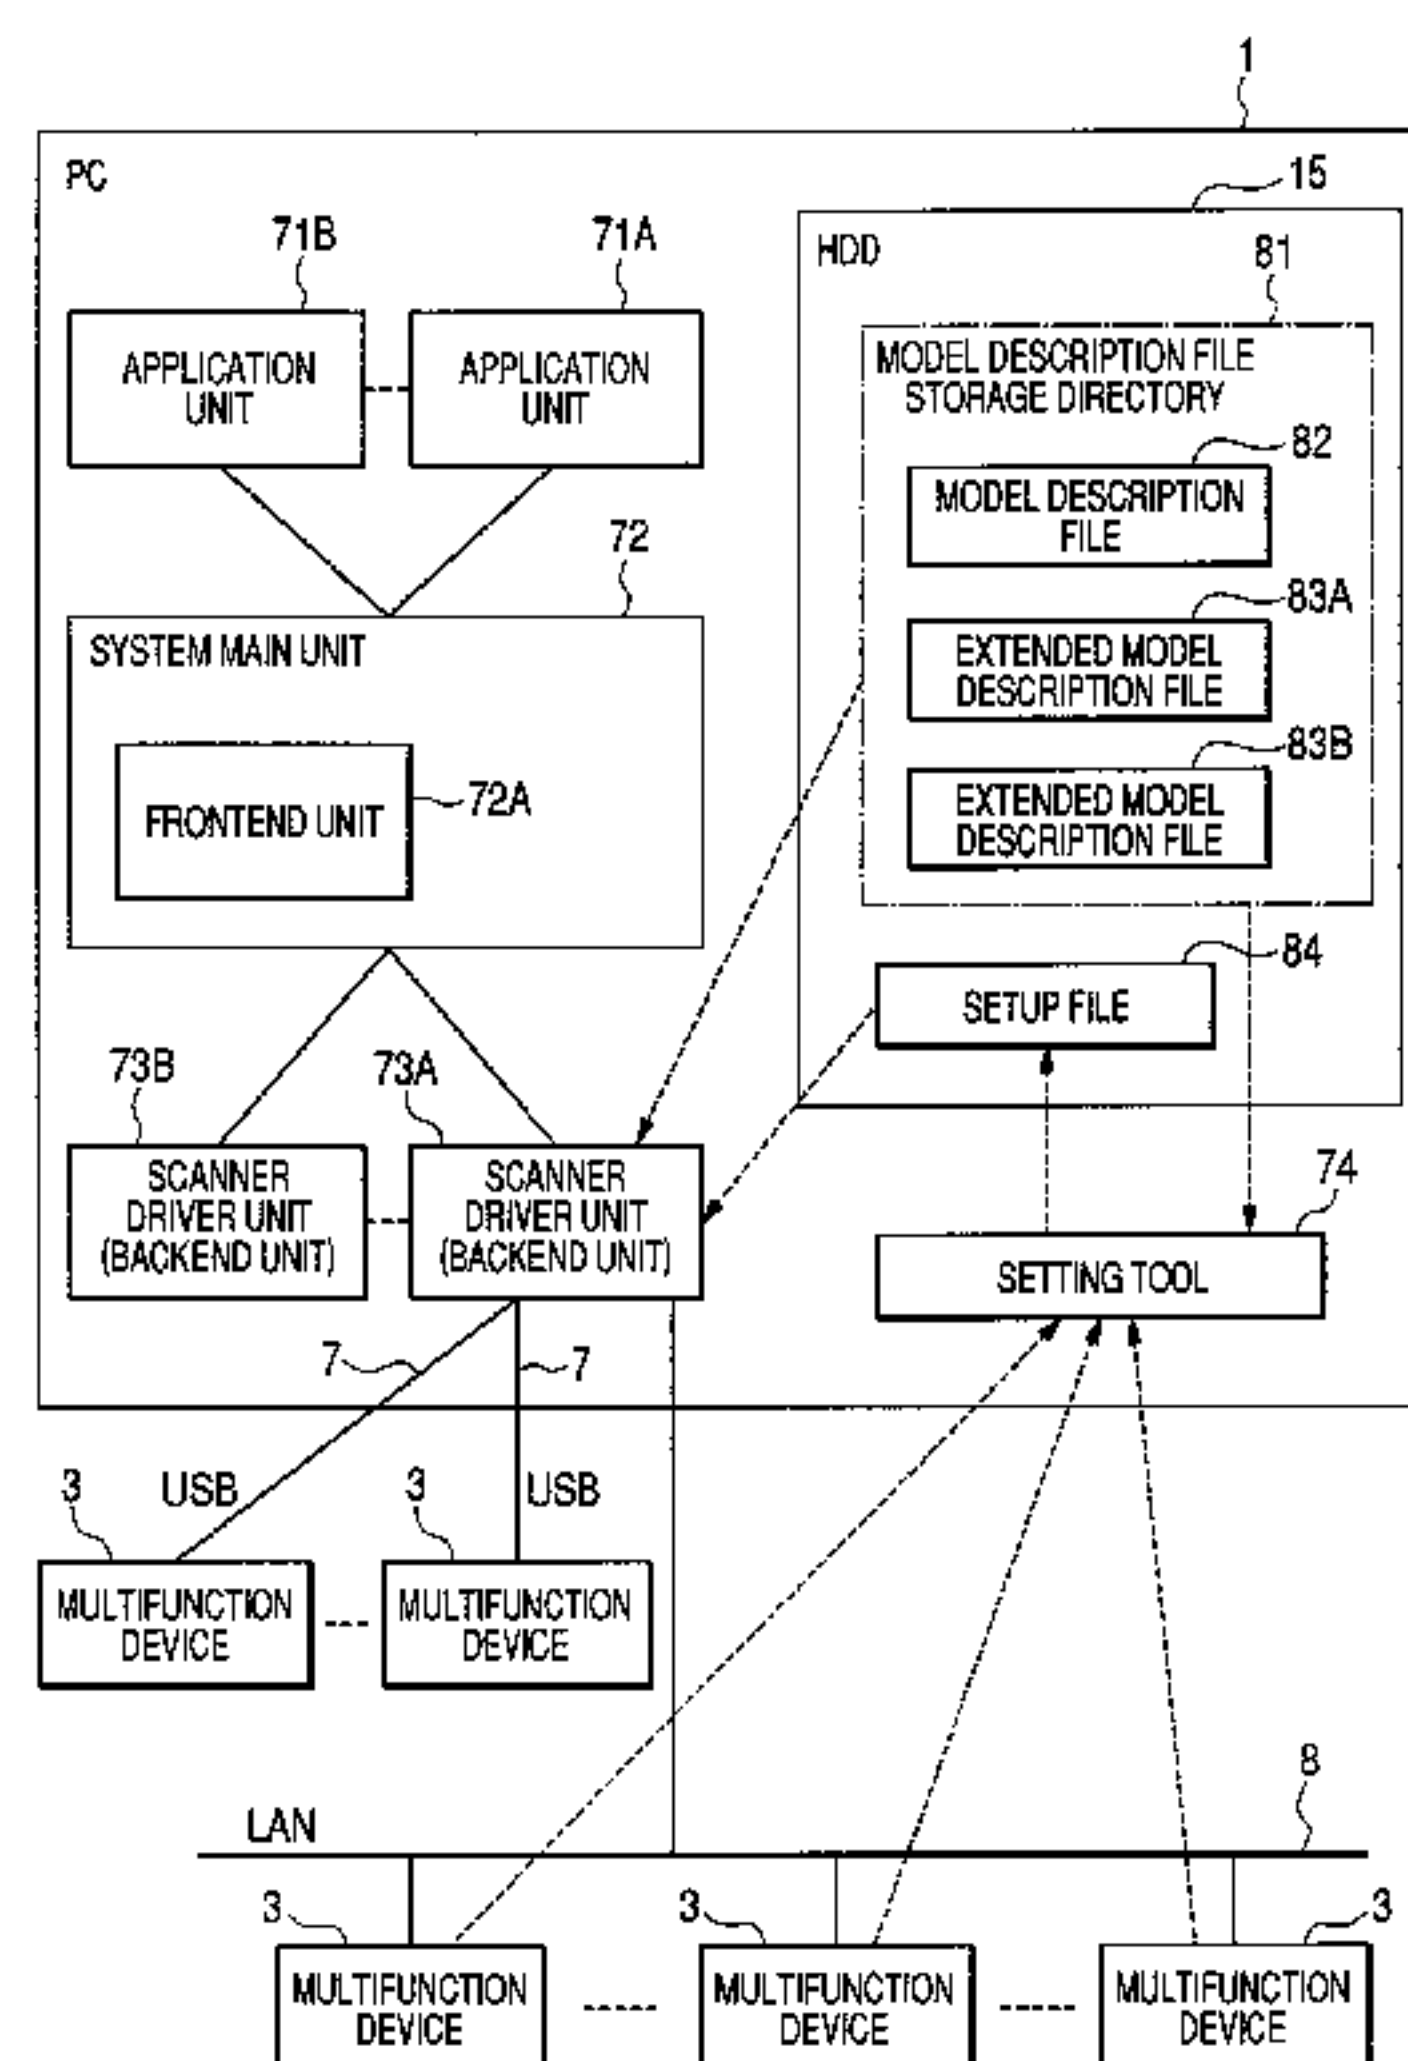 1
PC
15
71B
71A
HDD
81
APPLICATION
UNIT
APPLICATION
UNIT
MODEL DESCRIPTION FILE
STORAGE DIRECTORY
82
MODEL DESCRIPTION
FILE
72
83A
SYSTEM MAIN UNIT
EXTENDED MODEL
DESCRIPTION FILE
83B
FRONTEND UNIT
72A
EXTENDED MODEL
DESCRIPTION FILE
84
SETUP FILE
73B
73A
SCANNER
DRIVER UNIT
(BACKEND UNIT)
SCANNER
DRIVER UNIT
(BACKEND UNIT)
74
SETTING TOOL
7
7
3
USB
3
USB
MULTIFUNCTION
DEVICE
MULTIFUNCTION
DEVICE
8
LAN
3
3
3
MULTIFUNCTION
DEVICE
MULTIFUNCTION
DEVICE
MULTIFUNCTION
DEVICE